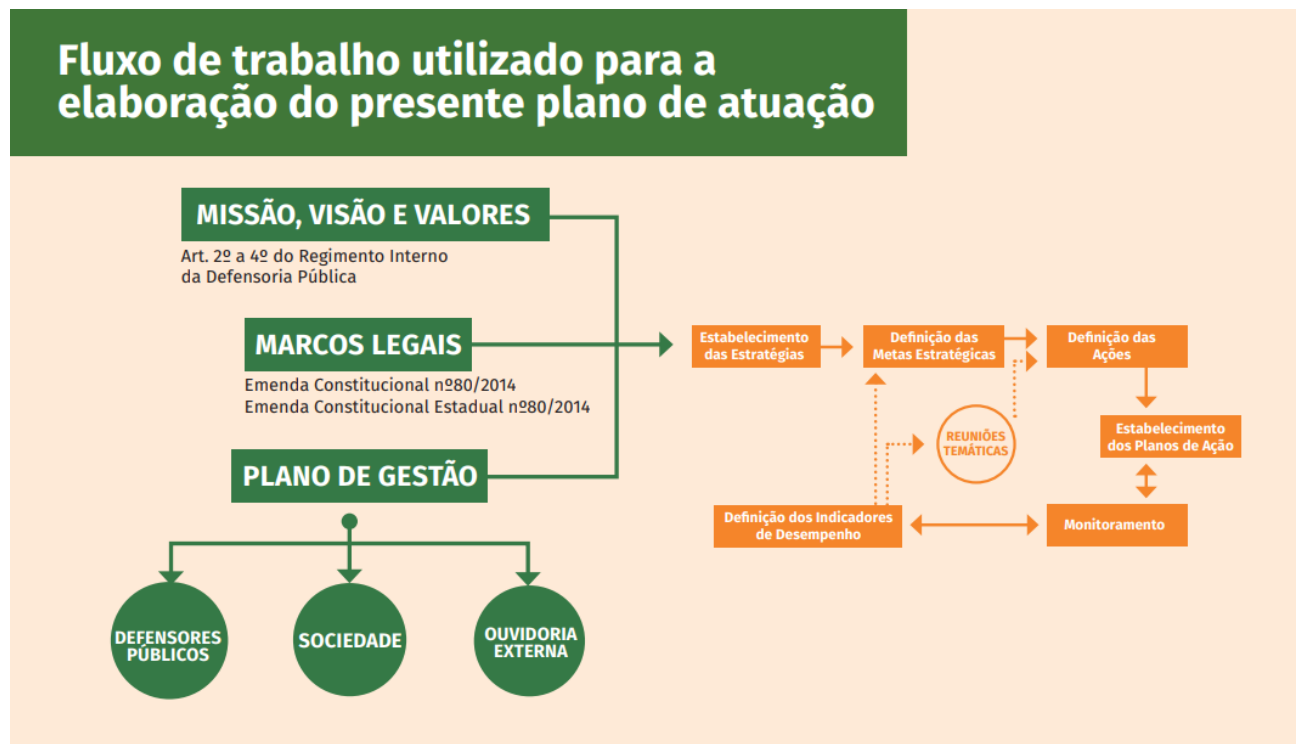 Fluxo de trabalho utilizado para a
elaboração do presente plano de atuação
MISSÃO, VISÃO E VALORES
Art. 2º a 4º do Regimento Interno
da Defensoria Pública
MARCOS LEGAIS
Emenda Constitucional nº80/2014
Emenda Constitucional Estadual nº80/2014
PLANO DE GESTÃO
DEFENSORES
PÚBLICOS
SOCIEDADE
OUVIDORIA
EXTERNA
Estabelecimento
das Estratégias
Definição das
Metas Estratégicas
Definição das
Ações
REUNIÕES
TEMÁTICAS
Estabelecimento
dos Planos de Ação
Definição dos Indicadores
de Desempenho
Monitoramento